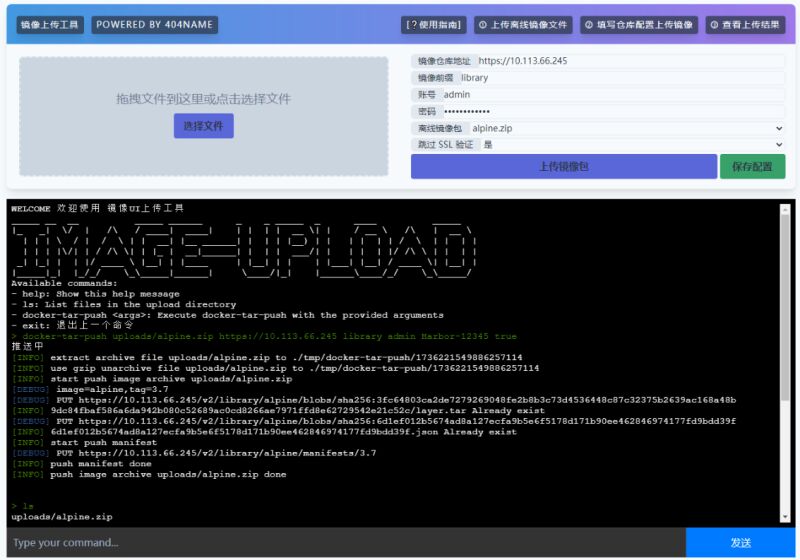 镜像上传工具
POWERED BY 404NAME
[❓使用指南]
① 上传离线镜像文件
② 填写仓库配置上传镜像
③ 查看上传结果
拖拽文件到这里或点击选择文件
选择文件
镜像仓库地址 https://10.113.66.245
镜像前缀 library
账号 admin
密码 ••••••••••••
离线镜像包 alpine.zip
跳过 SSL 验证 是
上传镜像包
保存配置
WELCOME 欢迎使用 镜像UI上传工具
IMAGE-UPLOAD
Available commands:
- help: Show this help message
- ls: List files in the upload directory
- docker-tar-push <args>: Execute docker-tar-push with the provided arguments
- exit: 退出上一个命令
> docker-tar-push uploads/alpine.zip https://10.113.66.245 library admin Harbor-12345 true
推送中
[INFO] extract archive file uploads/alpine.zip to ./tmp/docker-tar-push/1736221549886257114
[INFO] use gzip unarchive file uploads/alpine.zip to ./tmp/docker-tar-push/1736221549886257114
[INFO] start push image archive uploads/alpine.zip
[DEBUG] image=alpine,tag=3.7
[DEBUG] PUT https://10.113.66.245/v2/library/alpine/blobs/sha256:3fc64803ca2de7279269048fe2b8b3c73d4536448c87c32375b2639ac168a48b
[INFO] 9dc84fbaf586a6da942b080c52689ac0cd8266ae7971ffd8e62729542e21c52c/layer.tar Already exist
[DEBUG] PUT https://10.113.66.245/v2/library/alpine/blobs/sha256:6d1ef012b5674ad8a127ecfa9b5e6f5178d171b90ee462846974177fd9bdd39f
[INFO] 6d1ef012b5674ad8a127ecfa9b5e6f5178d171b90ee462846974177fd9bdd39f.json Already exist
[INFO] start push manifest
[DEBUG] PUT https://10.113.66.245/v2/library/alpine/manifests/3.7
[INFO] push manifest done
[INFO] push image archive uploads/alpine.zip done
> ls
uploads/alpine.zip
Type your command...
发送